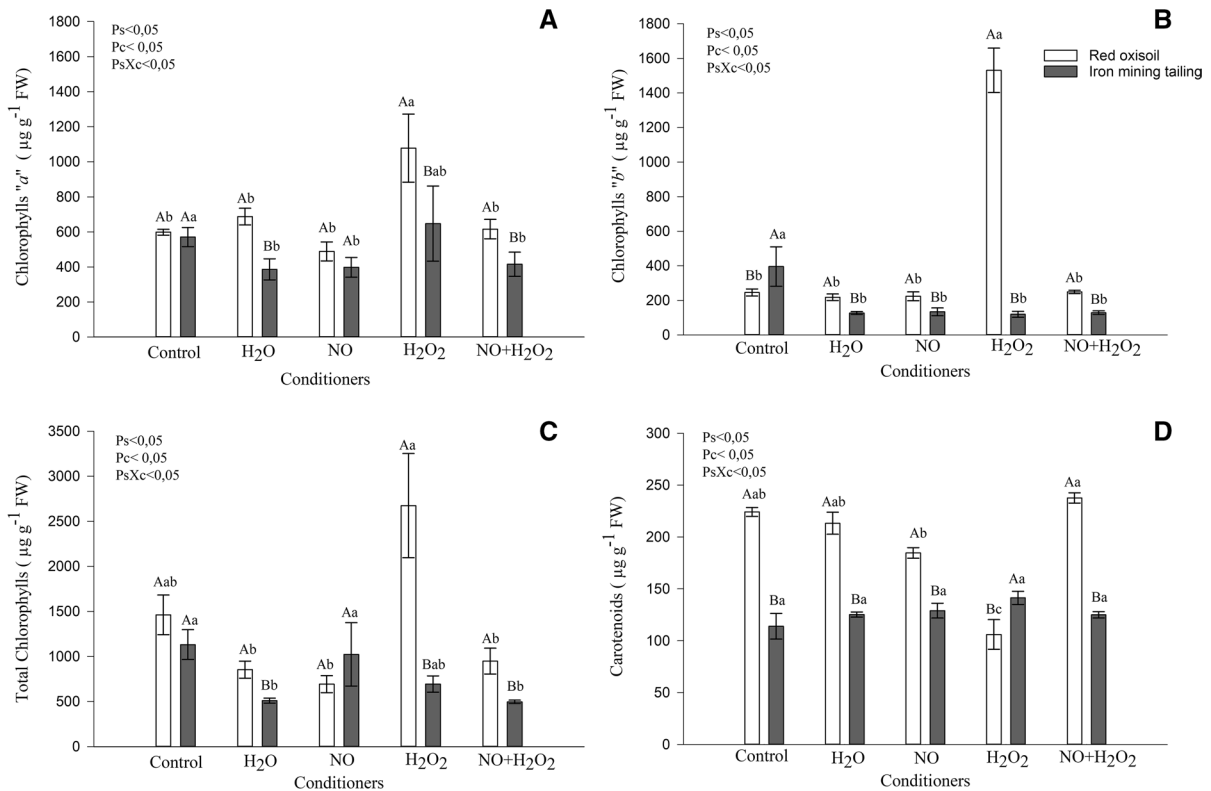 A
Ps<0,05
Pc< 0,05
PsXc<0,05
Chlorophylls "a" ( µg g-1 FW)
1800
1600
1400
1200
1000
800
600
400
200
0
Ab Aa Ab Bb Ab Ab Aa Bab Ab Bb
Control H2O NO H2O2 NO+H2O2
Conditioners
B
Ps<0,05
Pc< 0,05
PsXc<0,05
Red oxisoil
Iron mining tailing
Chlorophylls "b" ( µg g-1 FW)
1800
1600
1400
1200
1000
800
600
400
200
0
Bb Aa Ab Bb Ab Bb Aa Bb Ab Bb
Control H2O NO H2O2 NO+H2O2
Conditioners
C
Ps<0,05
Pc< 0,05
PsXc<0,05
Total Chlorophylls ( µg g-1 FW)
3500
3000
2500
2000
1500
1000
500
0
Aab Aa Ab Bb Ab Aa Aa Bab Ab Bb
Control H2O NO H2O2 NO+H2O2
Conditioners
D
Ps<0,05
Pc< 0,05
PsXc<0,05
Carotenoids ( µg g-1 FW)
300
250
200
150
100
50
0
Aab Ba Aab Ba Ab Ba Bc Aa Aa Ba
Control H2O NO H2O2 NO+H2O2
Conditioners